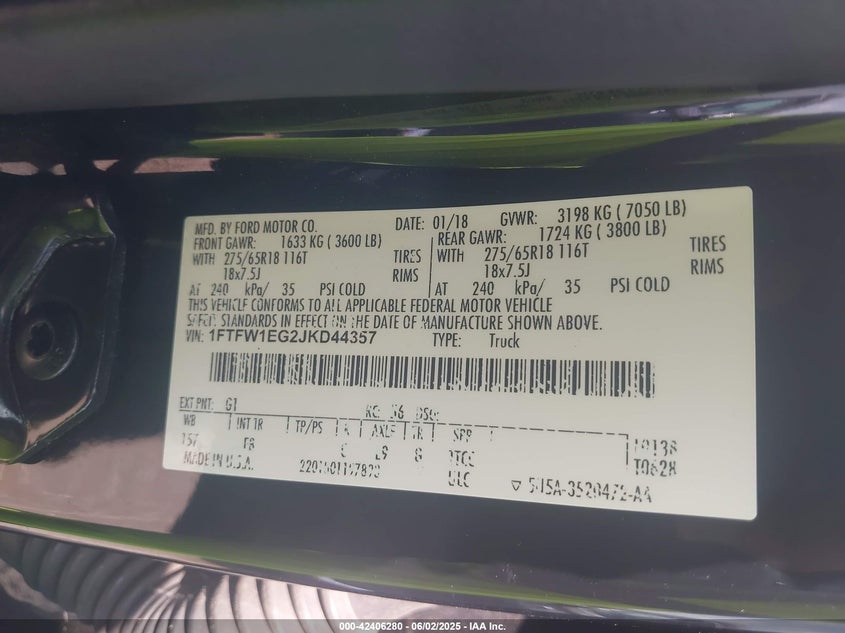 MFD. BY FORD MOTOR CO. DATE: 01/18 GVWR: 3198 KG ( 7050 LB)
FRONT GAWR: 1633 KG ( 3600 LB) REAR GAWR: 1724 KG ( 3800 LB)
WITH 275/65R18 116T TIRES WITH 275/65R18 116T TIRES
18x7.5J RIMS 18x7.5J RIMS
AT 240 kPa/ 35 PSI COLD AT 240 kPa/ 35 PSI COLD
THIS VEHICLE CONFORMS TO ALL APPLICABLE FEDERAL MOTOR VEHICLE
SAFETY STANDARDS IN EFFECT ON THE DATE OF MANUFACTURE SHOWN ABOVE.
VIN: 1FTFW1EG2JKD44357 TYPE: Truck
EXT PNT: G1 RC: 56 DSO:
WB INT TR TP/PS R AXLE TR SPR
157 FB L9 10138
MADE IN U.S.A. T0628
ULC
000-42406280 - 06/02/2025 - IAA Inc.